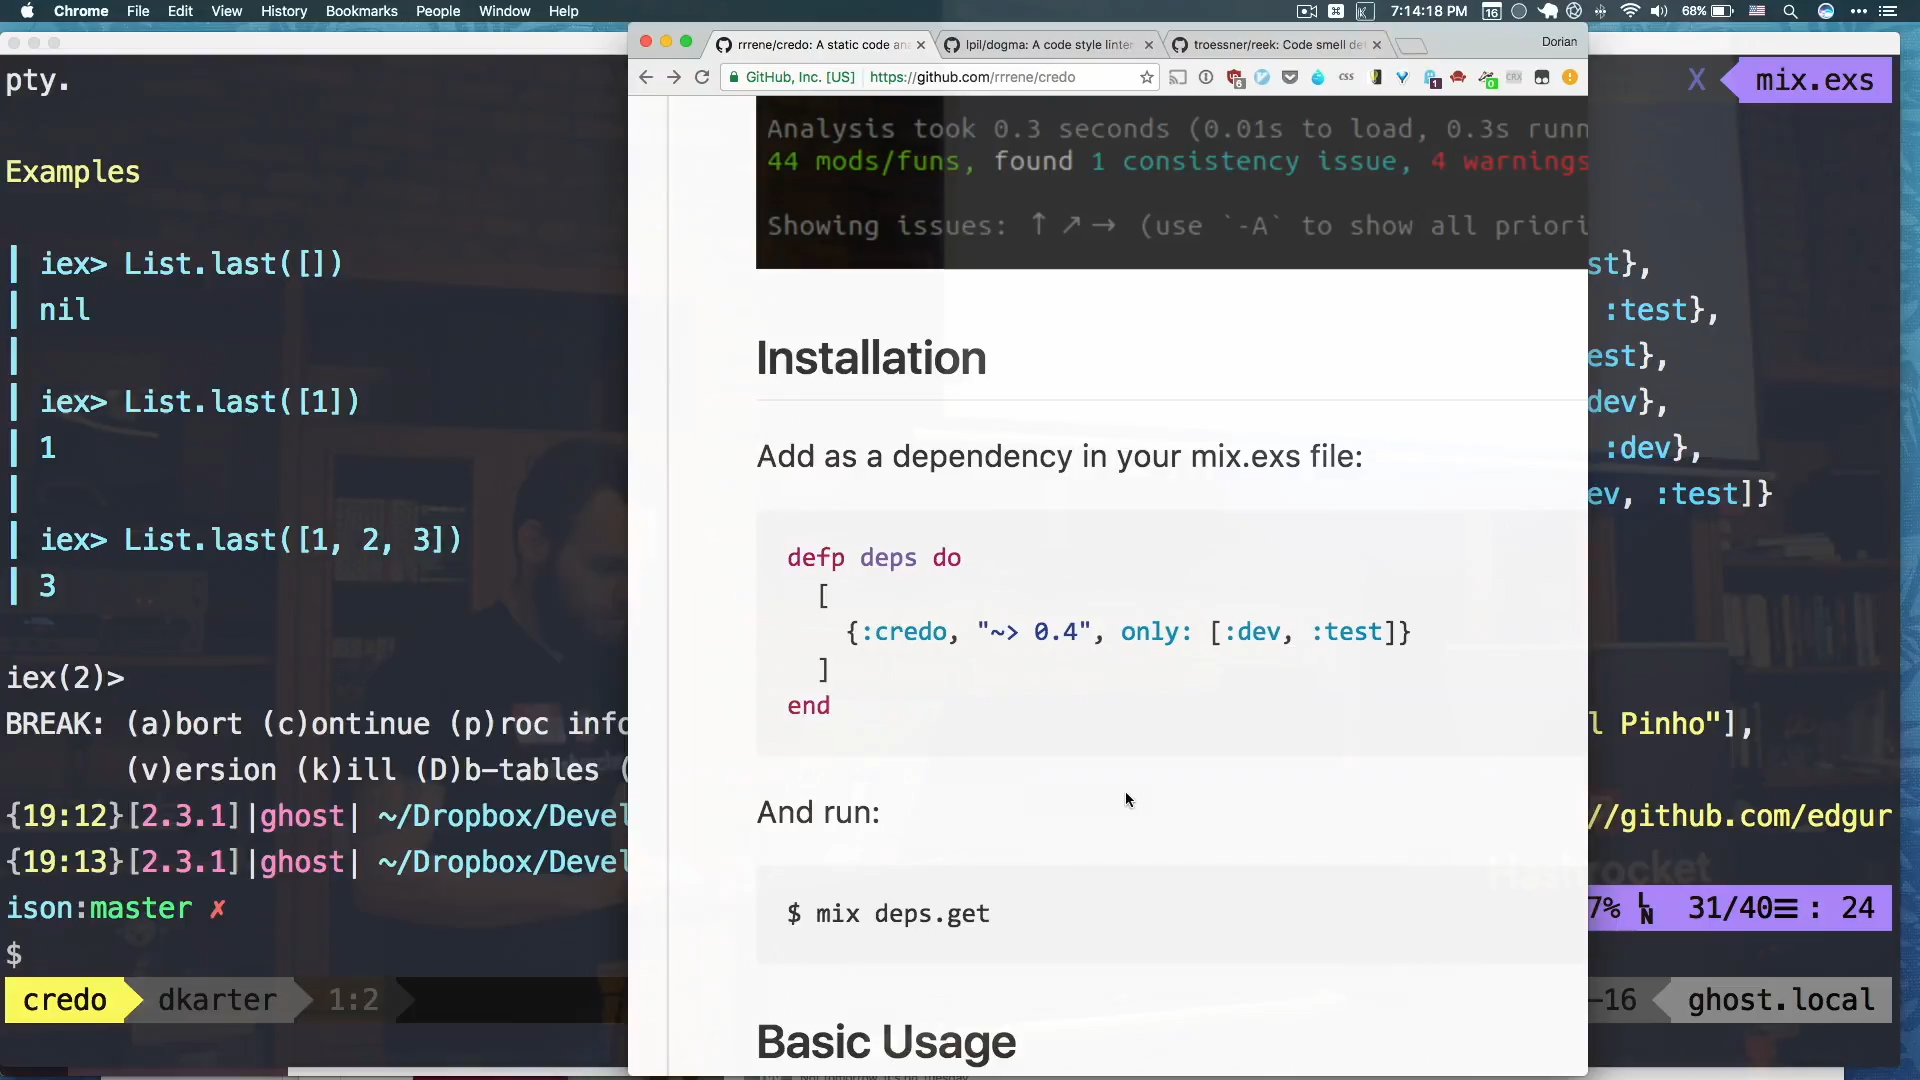 Chrome File Edit View History Bookmarks People Window Help
7:14:18 PM 16 68%
rrrene/credo: A static code an
lpil/dogma: A code style linter
troessner/reek: Code smell det
Dorian
GitHub, Inc. [US] https://github.com/rrrene/credo
pty.
Examples
iex> List.last([])
nil
iex> List.last([1])
1
iex> List.last([1, 2, 3])
3
iex(2)>
BREAK: (a)bort (c)ontinue (p)roc info
(v)ersion (k)ill (D)b-tables (
{19:12}[2.3.1]|ghost| ~/Dropbox/Devel
{19:13}[2.3.1]|ghost| ~/Dropbox/Devel
ison:master ✗
$
credo dkarter 1:2
Analysis took 0.3 seconds (0.01s to load, 0.3s runn
44 mods/funs, found 1 consistency issue, 4 warnings
Showing issues: ↑ ↗ → (use `-A` to show all priori
Installation
Add as a dependency in your mix.exs file:
defp deps do
[
{:credo, "~> 0.4", only: [:dev, :test]}
]
end
And run:
$ mix deps.get
Basic Usage
X mix.exs
st},
:test},
est},
dev},
:dev},
ev, :test]}
l Pinho"],
//github.com/edgur
Hashrocket
7% LN 31/40☰ : 24
-16 ghost.local